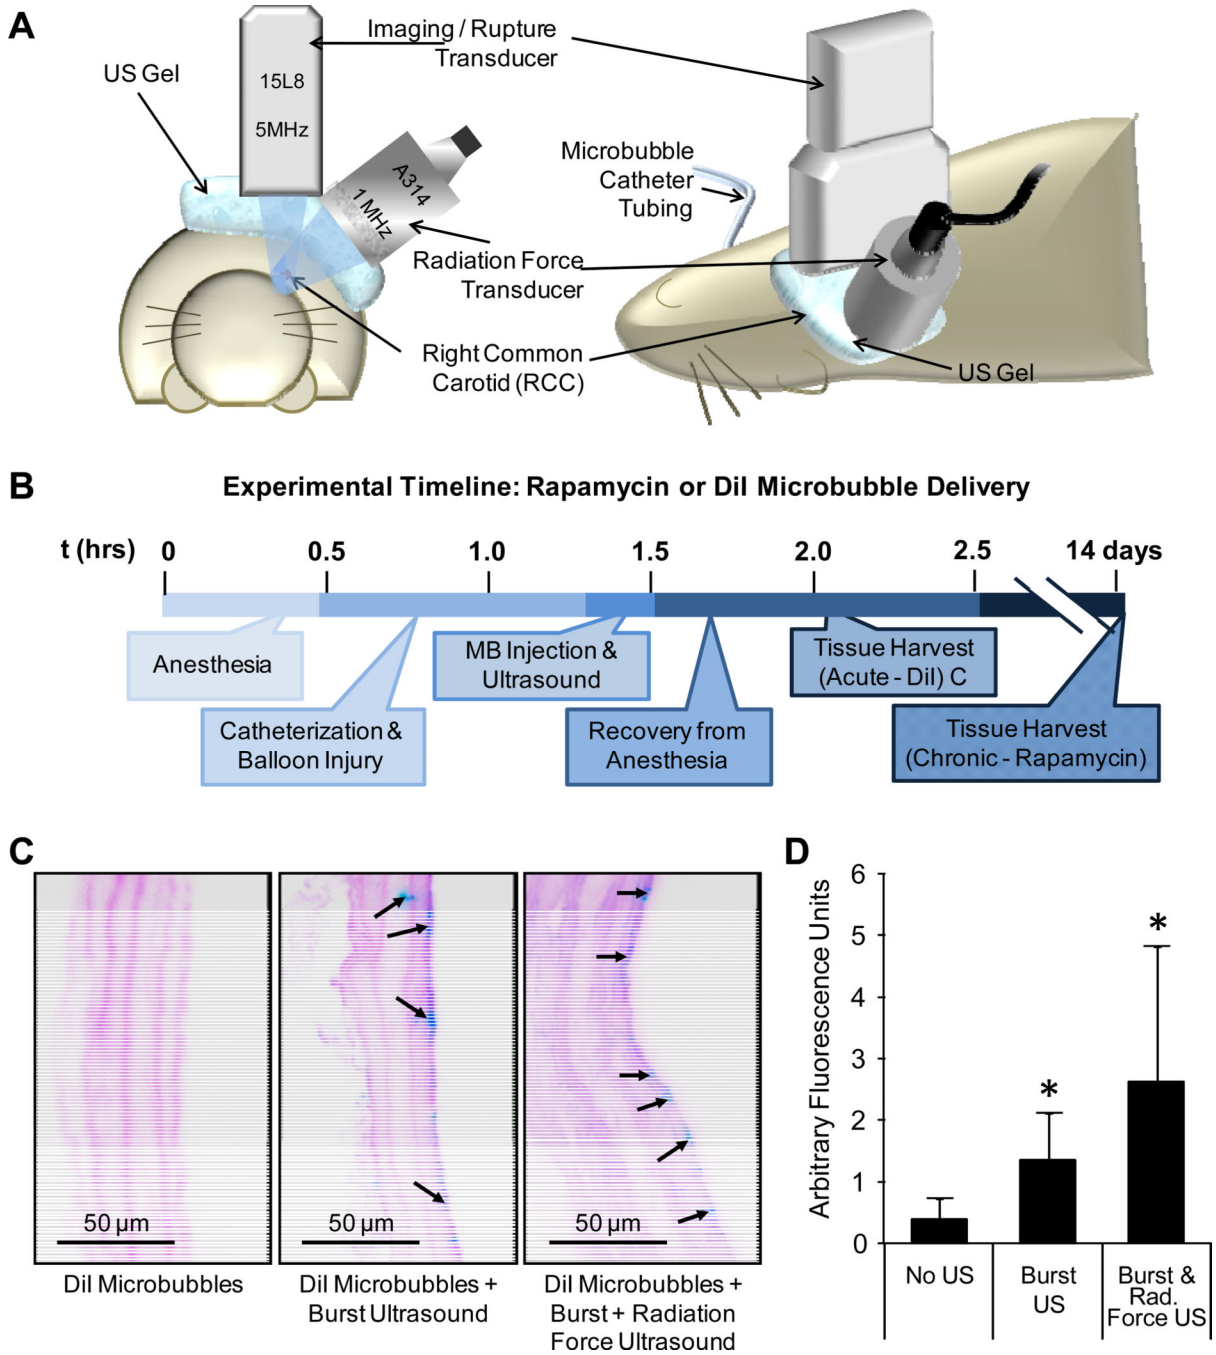 A
Imaging / Rupture
Transducer
US Gel
15L8
5MHz
A314
1 MHz
Microbubble
Catheter
Tubing
Radiation Force
Transducer
Right Common
Carotid (RCC)
US Gel
B
Experimental Timeline: Rapamycin or DiI Microbubble Delivery
t (hrs) 0 0.5 1.0 1.5 2.0 2.5 14 days
Anesthesia
MB Injection &
Ultrasound
Tissue Harvest
(Acute - DiI) C
Catheterization &
Balloon Injury
Recovery from
Anesthesia
Tissue Harvest
(Chronic - Rapamycin)
C
50 µm
50 µm
50 µm
DiI Microbubbles
DiI Microbubbles +
Burst Ultrasound
DiI Microbubbles +
Burst + Radiation
Force Ultrasound
D
Arbitrary Fluorescence Units
6
5
4
3
2
1
0
*
*
No US
Burst
US
Burst &
Rad.
Force US